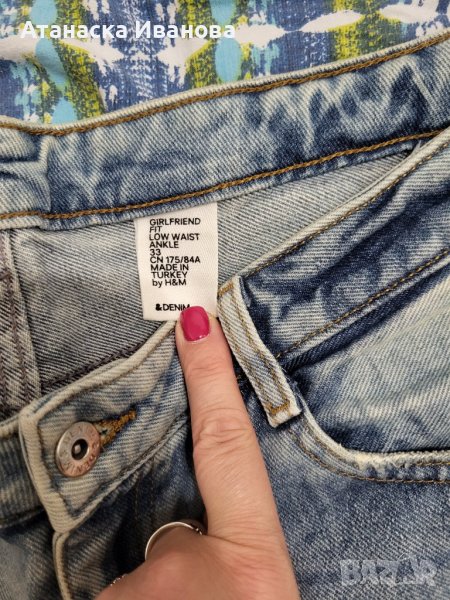 Атанаска Иванова
GIRLFRIEND
FIT
LOW WAIST
ANKLE
33
CN 175/84A
MADE IN
TURKEY
by H&M
&DENIM
BAZAR